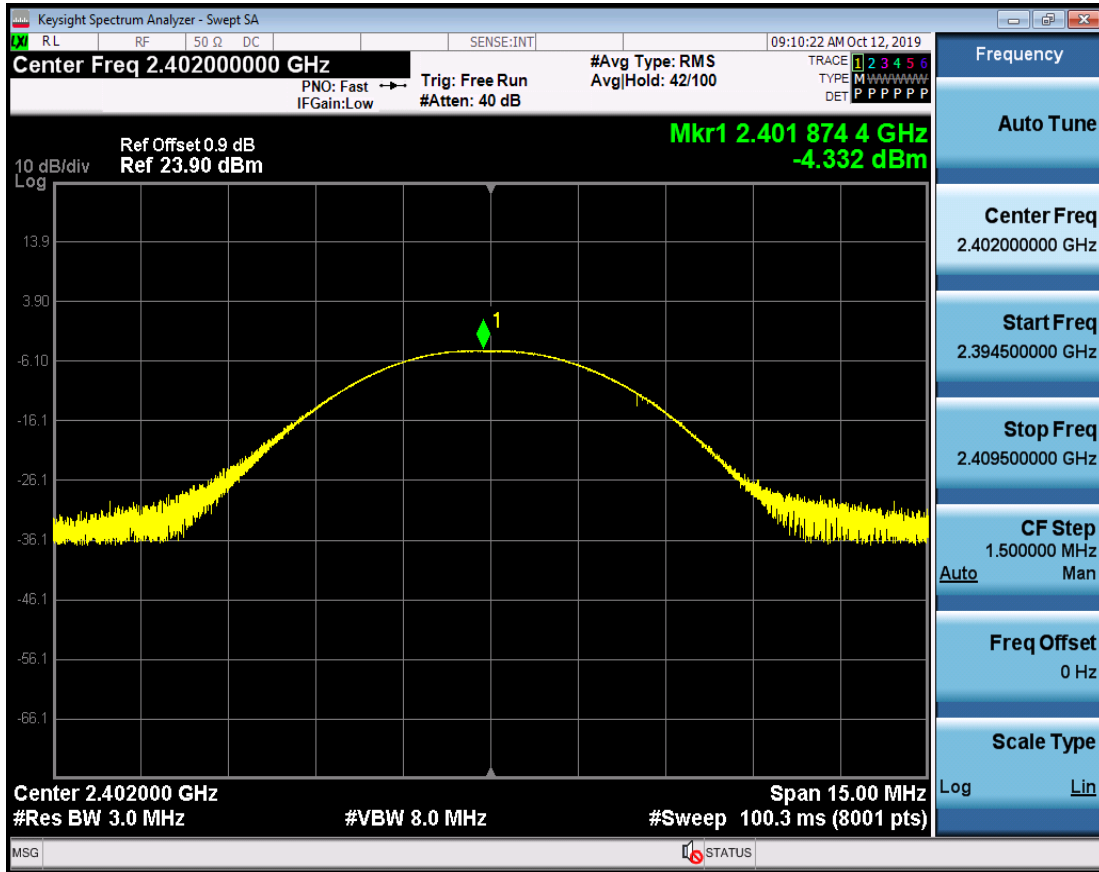 Keysight Spectrum Analyzer - Swept SA
LXI RL RF 50 Ω DC SENSE:INT 09:10:22 AM Oct 12, 2019
Center Freq 2.402000000 GHz
PNO: Fast
IFGain:Low
Trig: Free Run
#Atten: 40 dB
#Avg Type: RMS
Avg|Hold: 42/100
TRACE 1 2 3 4 5 6
TYPE M W W W W W
DET P P P P P P
Mkr1 2.401 874 4 GHz
-4.332 dBm
Ref Offset 0.9 dB
10 dB/div Ref 23.90 dBm
Log
13.9
3.90
1
-6.10
-16.1
-26.1
-36.1
-46.1
-56.1
-66.1
Center 2.402000 GHz Span 15.00 MHz
#Res BW 3.0 MHz #VBW 8.0 MHz #Sweep 100.3 ms (8001 pts)
MSG STATUS
Frequency
Auto Tune
Center Freq
2.402000000 GHz
Start Freq
2.394500000 GHz
Stop Freq
2.409500000 GHz
CF Step
1.500000 MHz
Auto Man
Freq Offset
0 Hz
Scale Type
Log Lin